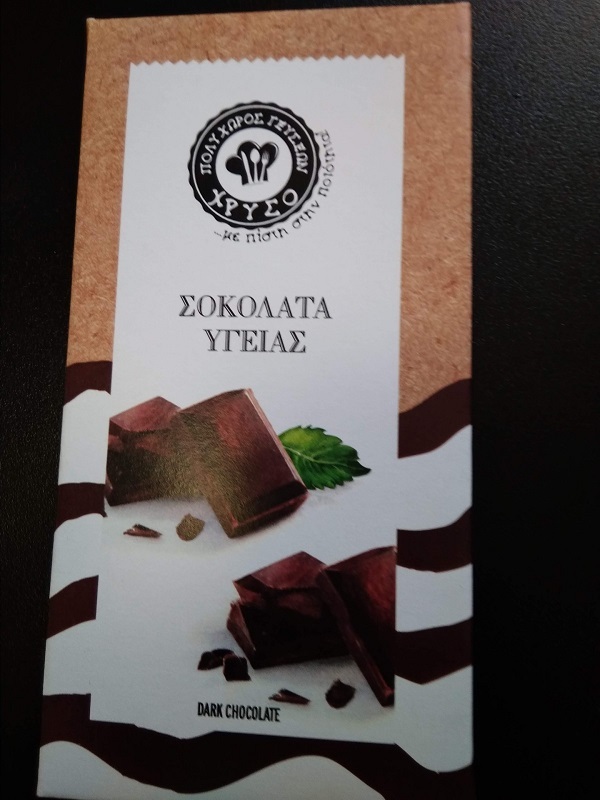 ΠΟΛΥΧΩΡΟΣ ΓΕΥΣΕΩΝ
ΧΡΥΣΟ
...με πίστη στην ποιότητα
ΣΟΚΟΛΑΤΑ
ΥΓΕΙΑΣ
DARK CHOCOLATE